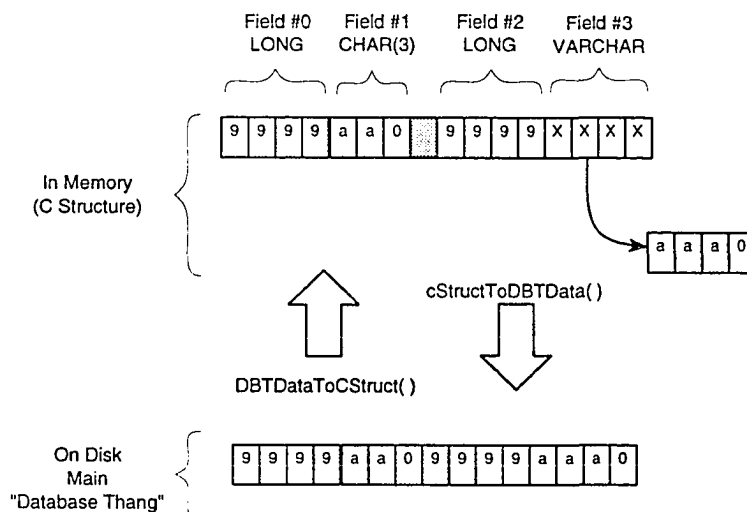 Field #0 Field #1 Field #2 Field #3
LONG CHAR(3) LONG VARCHAR
9 9 9 9 a a 0 9 9 9 9 X X X X
In Memory
(C Structure)
a a a 0
cStructToDBTData( )
DBTDataToCStruct( )
On Disk
Main
"Database Thang"
9 9 9 9 a a 0 9 9 9 9 a a a 0